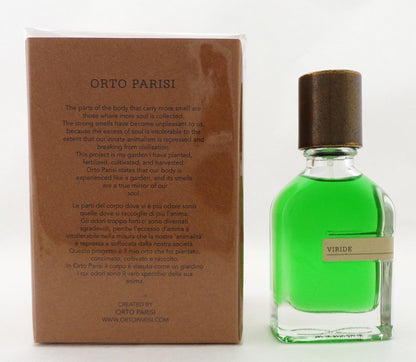 ORTO PARISI
The parts of the body that carry more smell are
those where more soul is collected.
The strong smells have become unpleasant to us,
because the excess of soul is intolerable to the
extent that our innate animalism is repressed and
breaking from civilisation.
This project is my garden I have planted,
fertilized, cultivated, and harvested.
Orto Parisi states that our body is
experienced like a garden, and its smells
are a true mirror of our
soul.
Le parti del corpo dove vi è più odore sono
quelle dove si raccoglie di più l'anima.
Gli odori troppo forti ci sono diventati
sgradevoli, perché l'eccesso d'anima è
intollerabile nella misura che la nostra animalità
è repressa e soffocata dalla nostra società.
Questo progetto è il mio orto che ho piantato,
concimato, coltivato e raccolto.
In Orto Parisi il corpo è vissuto come un giardino
i cui odori sono il vero specchio della sua
anima.
CREATED BY
ORTO PARISI
WWW.ORTOPARISI.COM
VIRIDE